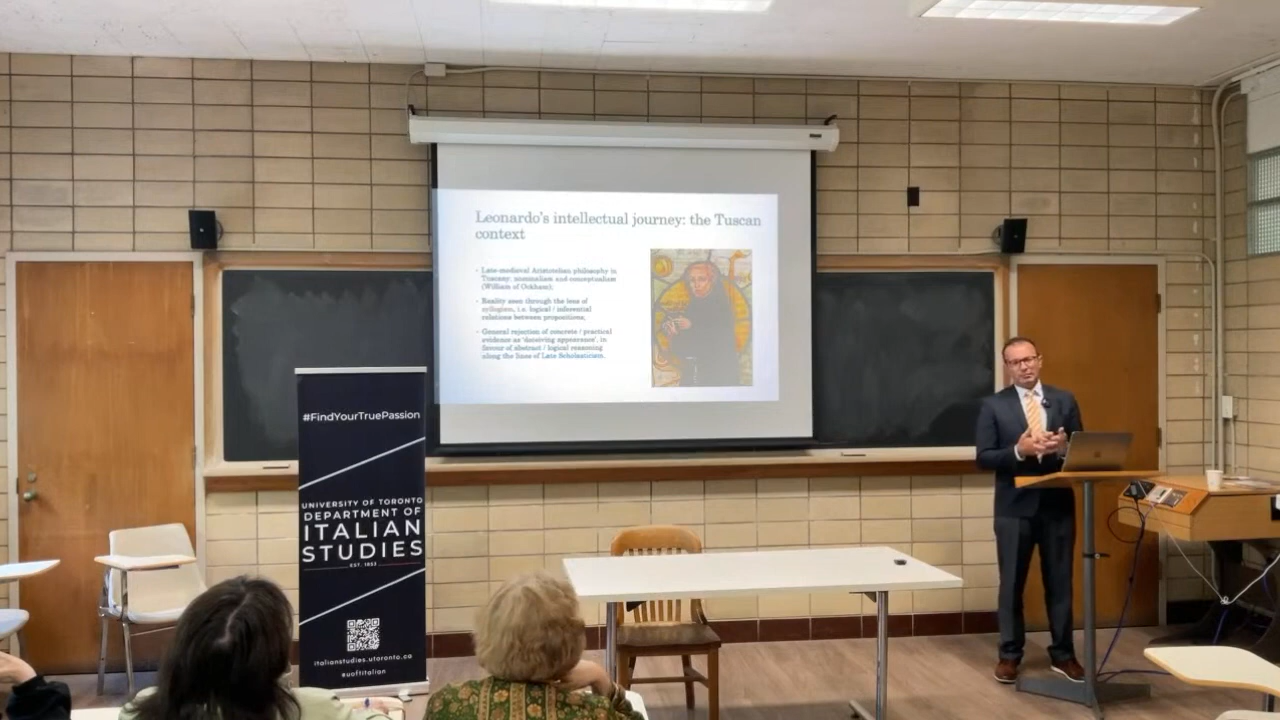 Leonardo's intellectual journey: the Tuscan
context
- Late-medieval Aristotelian philosophy in
Tuscany: nominalism and conceptualism
(William of Ockham);
- Reality seen through the lens of
syllogism, i.e. logical / inferential
relations between propositions;
- General rejection of concrete / practical
evidence as 'deceiving appearance', in
favour of abstract / logical reasoning
along the lines of Late Scholasticism.
#FindYourTruePassion
UNIVERSITY OF TORONTO
DEPARTMENT OF
ITALIAN
STUDIES
EST. 1853
italianstudies.utoronto.ca
#uoftitalian